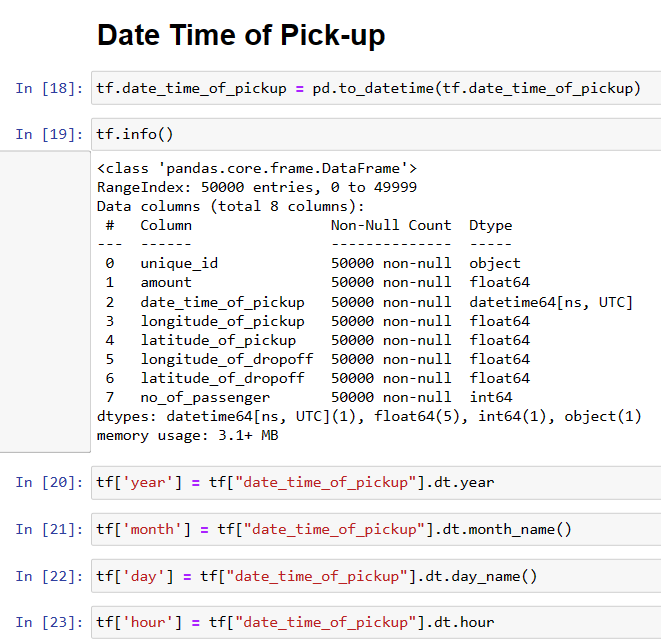 Date Time of Pick-up
In [18]: tf.date_time_of_pickup = pd.to_datetime(tf.date_time_of_pickup)
In [19]: tf.info()
<class 'pandas.core.frame.DataFrame'>
RangeIndex: 50000 entries, 0 to 49999
Data columns (total 8 columns):
 #   Column                Non-Null Count  Dtype
---  ------                --------------  -----
 0   unique_id             50000 non-null  object
 1   amount                50000 non-null  float64
 2   date_time_of_pickup   50000 non-null  datetime64[ns, UTC]
 3   longitude_of_pickup   50000 non-null  float64
 4   latitude_of_pickup    50000 non-null  float64
 5   longitude_of_dropoff  50000 non-null  float64
 6   latitude_of_dropoff   50000 non-null  float64
 7   no_of_passenger       50000 non-null  int64
dtypes: datetime64[ns, UTC](1), float64(5), int64(1), object(1)
memory usage: 3.1+ MB
In [20]: tf['year'] = tf["date_time_of_pickup"].dt.year
In [21]: tf['month'] = tf["date_time_of_pickup"].dt.month_name()
In [22]: tf['day'] = tf["date_time_of_pickup"].dt.day_name()
In [23]: tf['hour'] = tf["date_time_of_pickup"].dt.hour